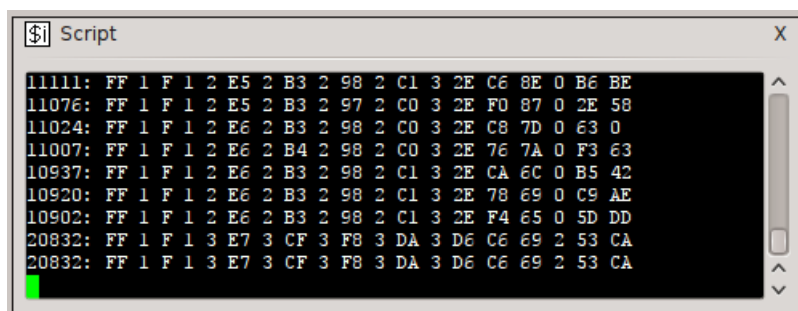 $i Script X
11111: FF 1 F 1 2 E5 2 B3 2 98 2 C1 3 2E C6 8E 0 B6 BE
11076: FF 1 F 1 2 E5 2 B3 2 97 2 C0 3 2E F0 87 0 2E 58
11024: FF 1 F 1 2 E6 2 B3 2 98 2 C0 3 2E C8 7D 0 63 0
11007: FF 1 F 1 2 E6 2 B4 2 98 2 C0 3 2E 76 7A 0 F3 63
10937: FF 1 F 1 2 E6 2 B3 2 98 2 C1 3 2E CA 6C 0 B5 42
10920: FF 1 F 1 2 E6 2 B3 2 98 2 C1 3 2E 78 69 0 C9 AE
10902: FF 1 F 1 2 E6 2 B3 2 98 2 C1 3 2E F4 65 0 5D DD
20832: FF 1 F 1 3 E7 3 CF 3 F8 3 DA 3 D6 C6 69 2 53 CA
20832: FF 1 F 1 3 E7 3 CF 3 F8 3 DA 3 D6 C6 69 2 53 CA